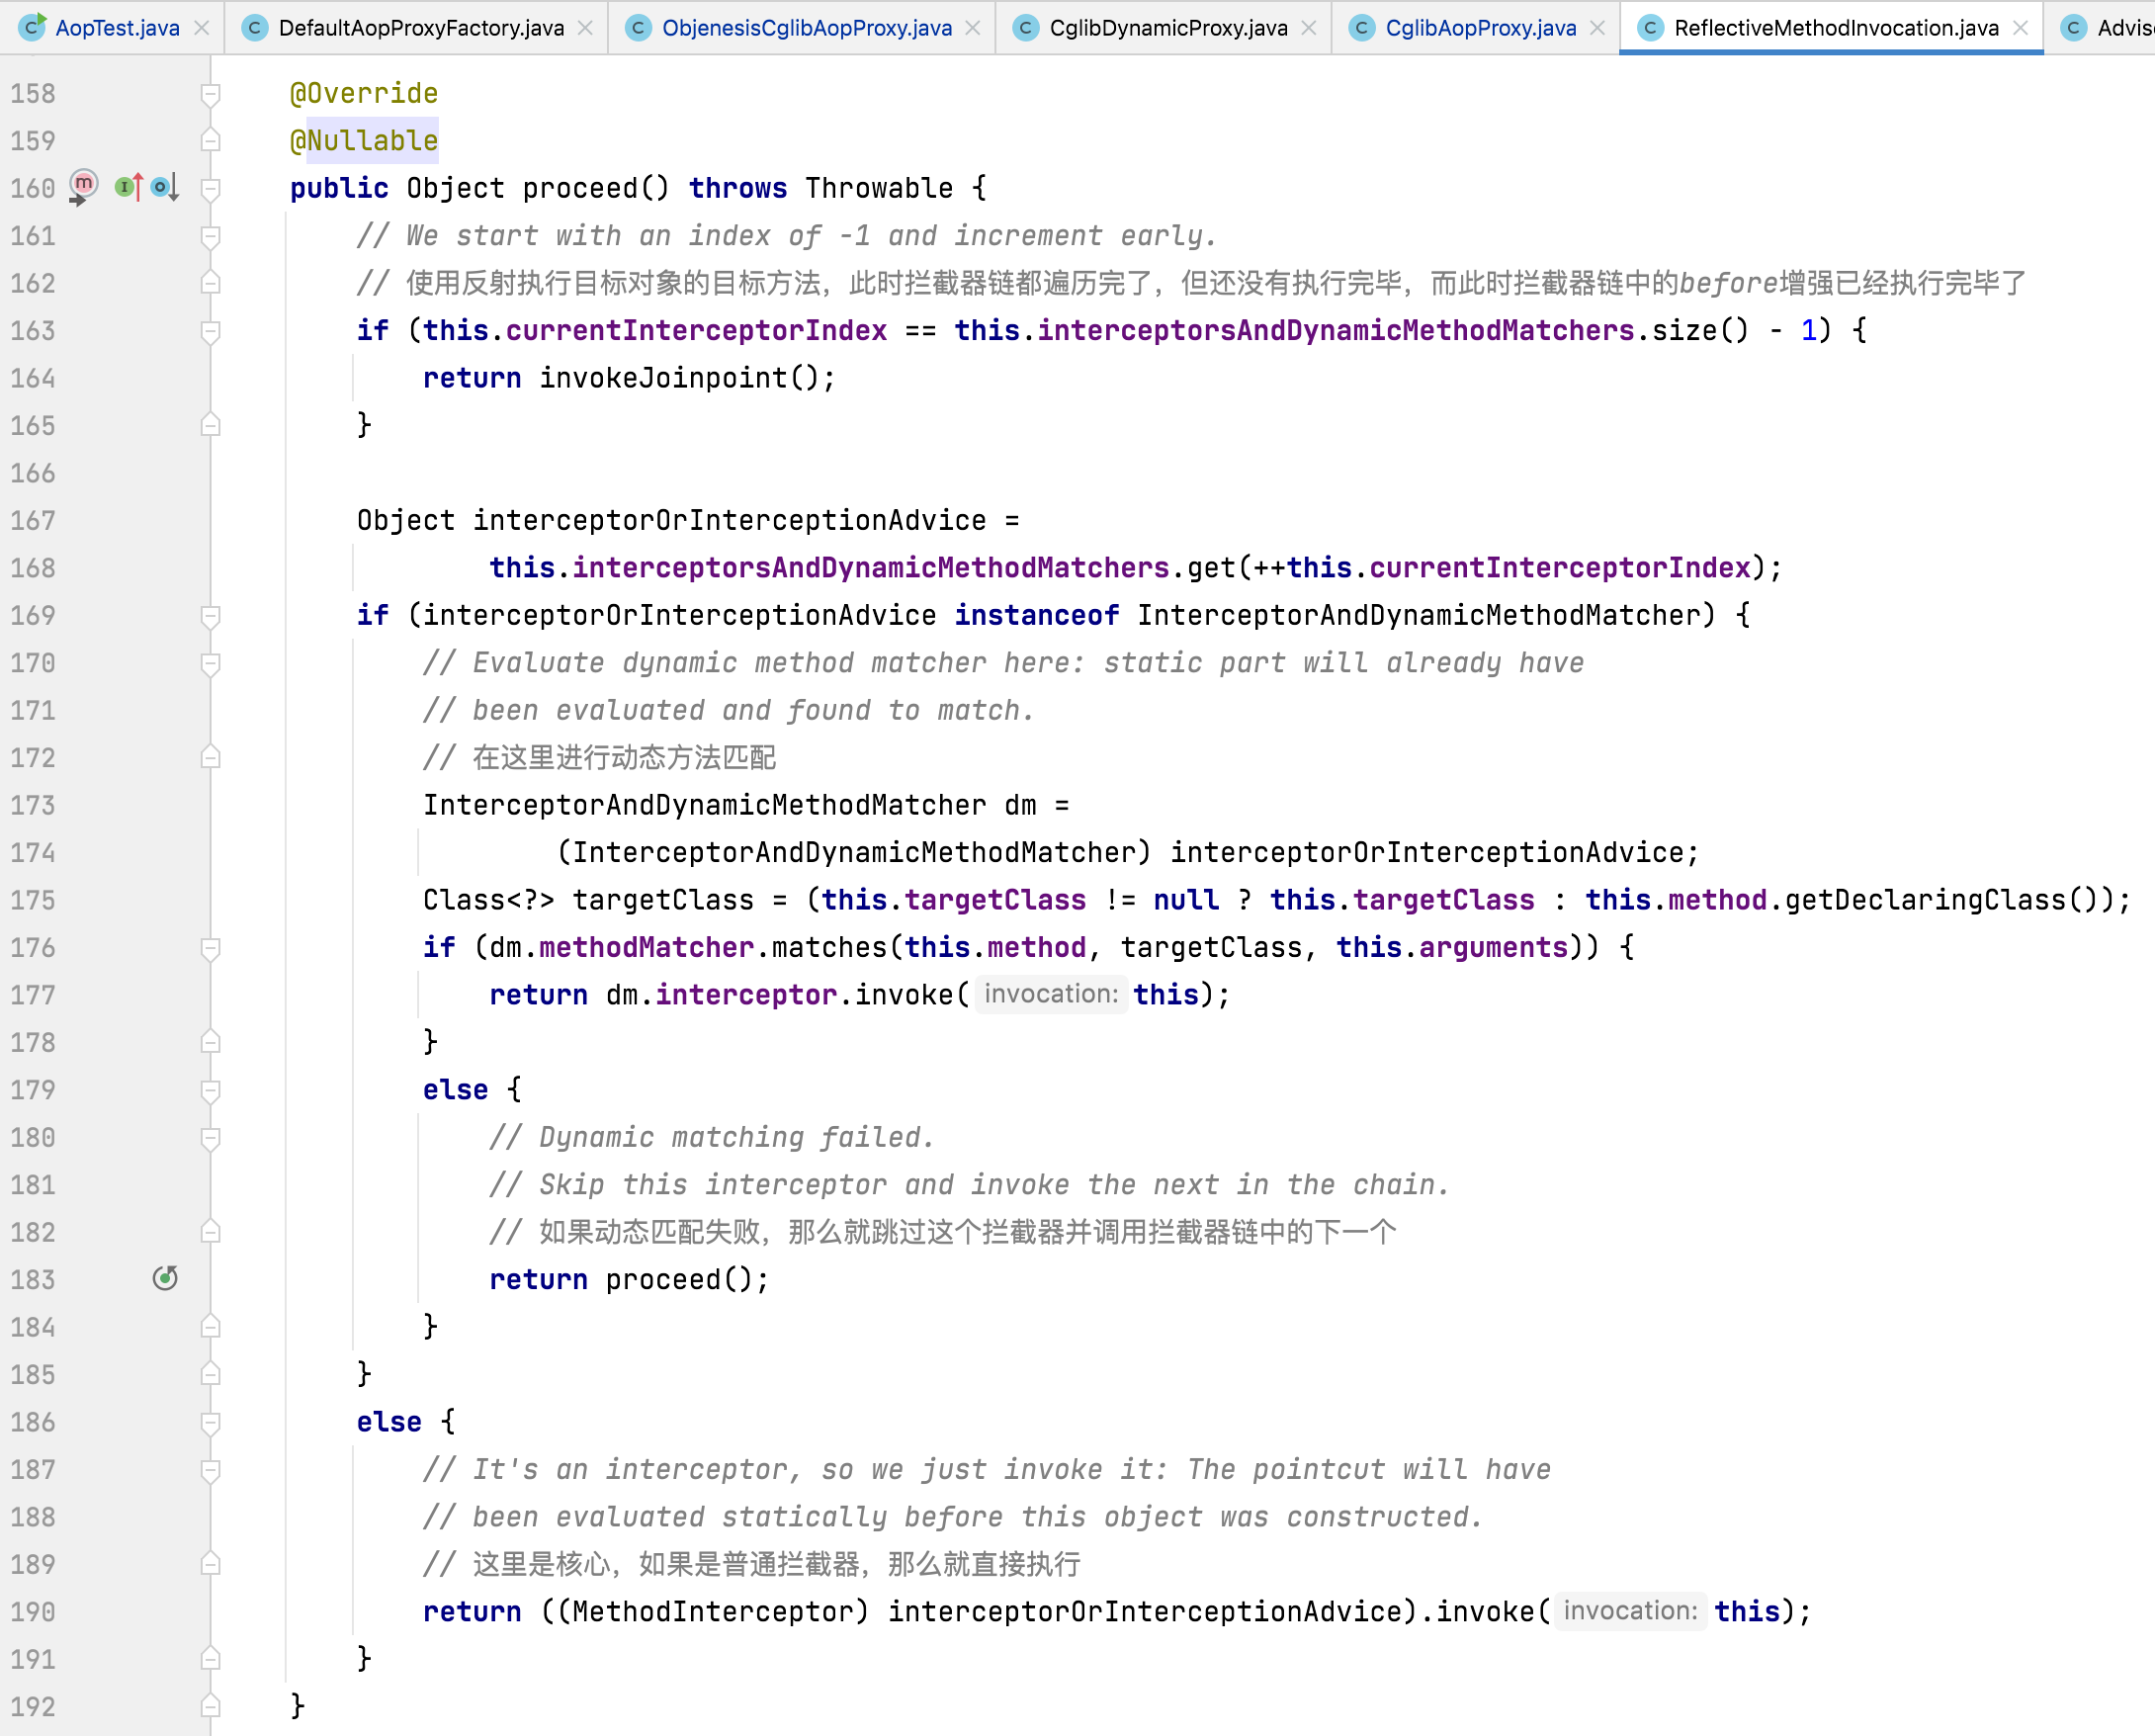 AopTest.java DefaultAopProxyFactory.java ObjenesisCglibAopProxy.java CglibDynamicProxy.java CglibAopProxy.java ReflectiveMethodInvocation.java Advis
158 @Override
159 @Nullable
160 public Object proceed() throws Throwable {
161 // We start with an index of -1 and increment early.
162 // 使用反射执行目标对象的目标方法，此时拦截器链都遍历完了，但还没有执行完毕，而此时拦截器链中的before增强已经执行完毕了
163 if (this.currentInterceptorIndex == this.interceptorsAndDynamicMethodMatchers.size() - 1) {
164 return invokeJoinpoint();
165 }
166
167 Object interceptorOrInterceptionAdvice =
168 this.interceptorsAndDynamicMethodMatchers.get(++this.currentInterceptorIndex);
169 if (interceptorOrInterceptionAdvice instanceof InterceptorAndDynamicMethodMatcher) {
170 // Evaluate dynamic method matcher here: static part will already have
171 // been evaluated and found to match.
172 // 在这里进行动态方法匹配
173 InterceptorAndDynamicMethodMatcher dm =
174 (InterceptorAndDynamicMethodMatcher) interceptorOrInterceptionAdvice;
175 Class<?> targetClass = (this.targetClass != null ? this.targetClass : this.method.getDeclaringClass());
176 if (dm.methodMatcher.matches(this.method, targetClass, this.arguments)) {
177 return dm.interceptor.invoke( invocation: this);
178 }
179 else {
180 // Dynamic matching failed.
181 // Skip this interceptor and invoke the next in the chain.
182 // 如果动态匹配失败，那么就跳过这个拦截器并调用拦截器链中的下一个
183 return proceed();
184 }
185 }
186 else {
187 // It's an interceptor, so we just invoke it: The pointcut will have
188 // been evaluated statically before this object was constructed.
189 // 这里是核心，如果是普通拦截器，那么就直接执行
190 return ((MethodInterceptor) interceptorOrInterceptionAdvice).invoke( invocation: this);
191 }
192 }